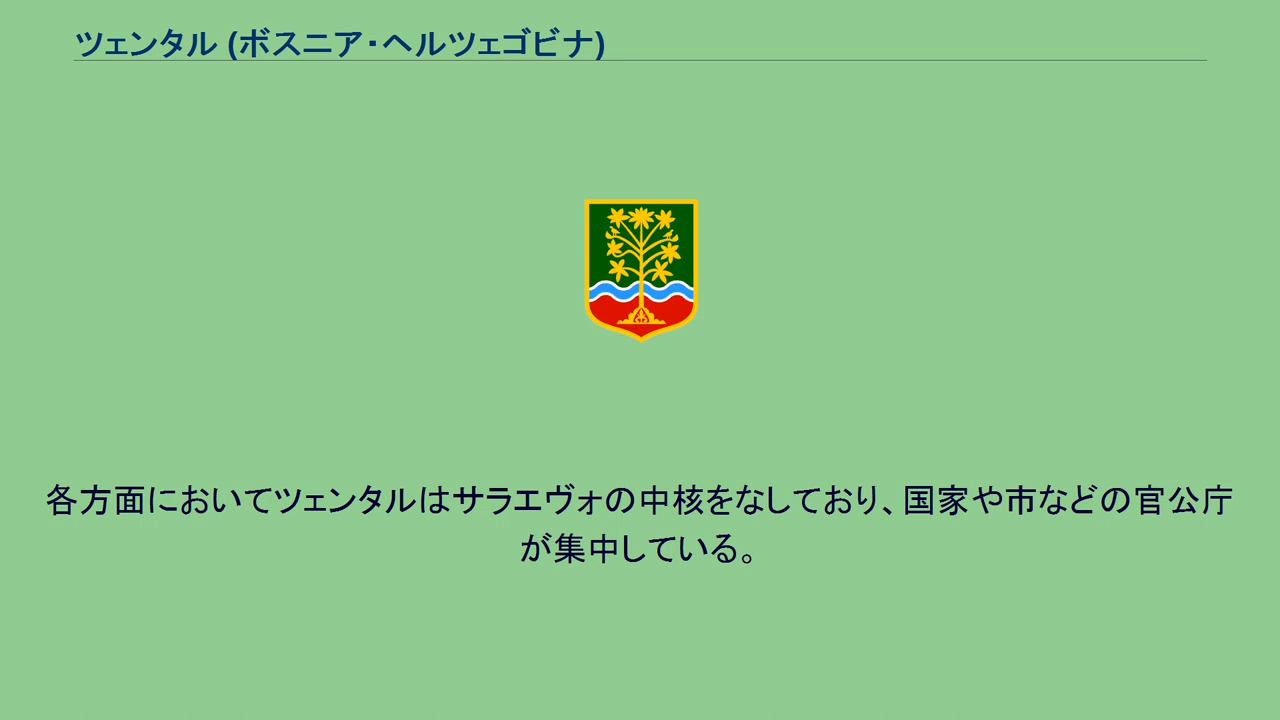 ツェンタル (ボスニア・ヘルツェゴビナ)
各方面においてツェンタルはサラエヴォの中核をなしており、国家や市などの官公庁
が集中している。